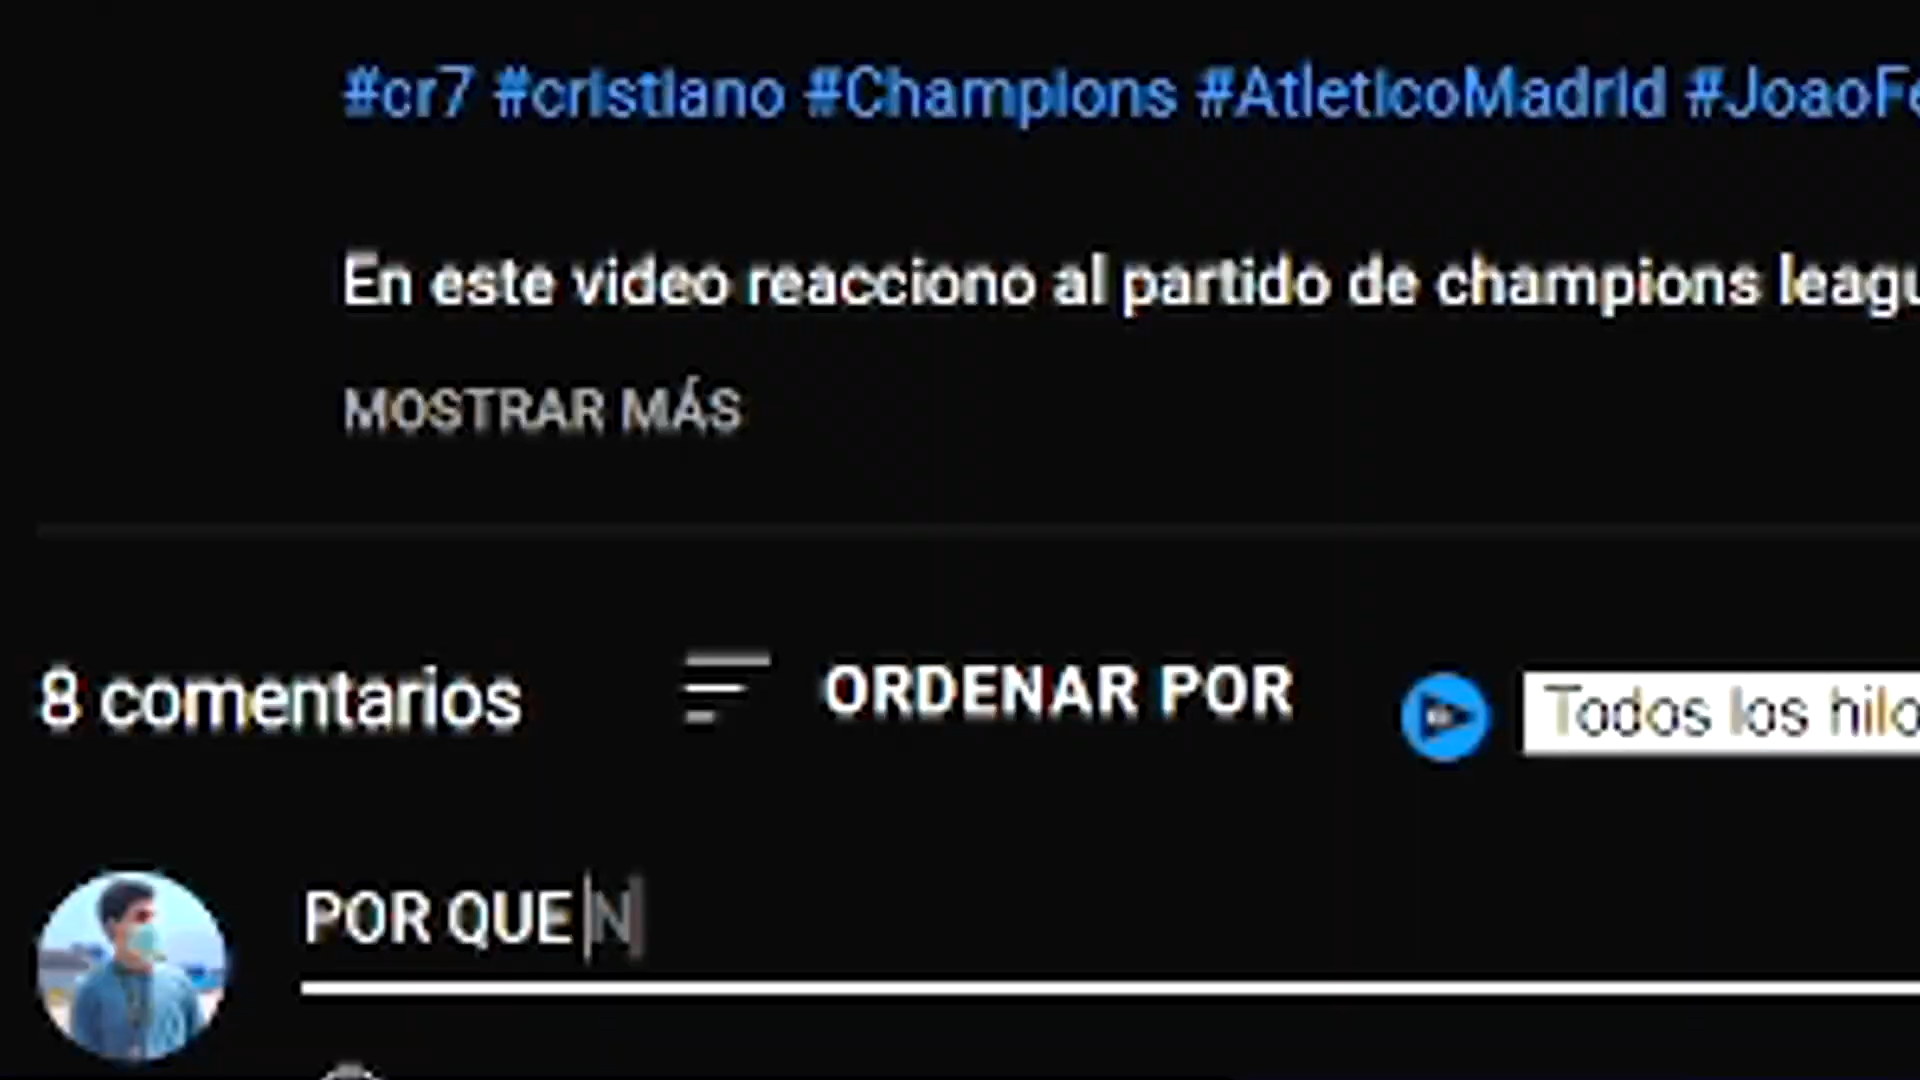 #cr7 #cristiano #Champions #AtleticoMadrid #JoaoFe
En este video reacciono al partido de champions leagu
MOSTRAR MÁS
8 comentarios
ORDENAR POR
Todos los hilo
POR QUE N